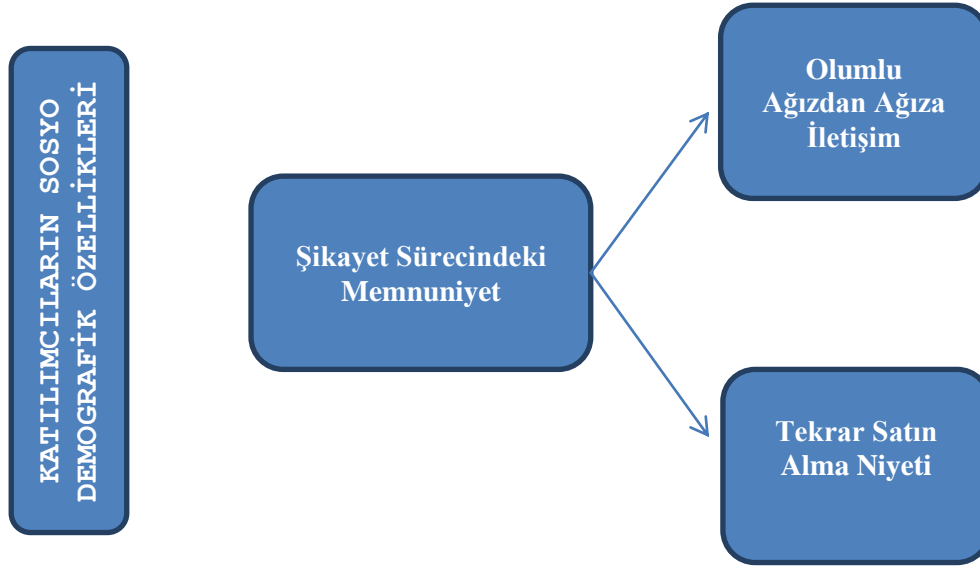 KATILIMCILARIN SOSYO
DEMOGRAFİK ÖZELLİKLERİ
Şikayet Sürecindeki
Memnuniyet
Olumlu
Ağızdan Ağıza
İletişim
Tekrar Satın
Alma Niyeti